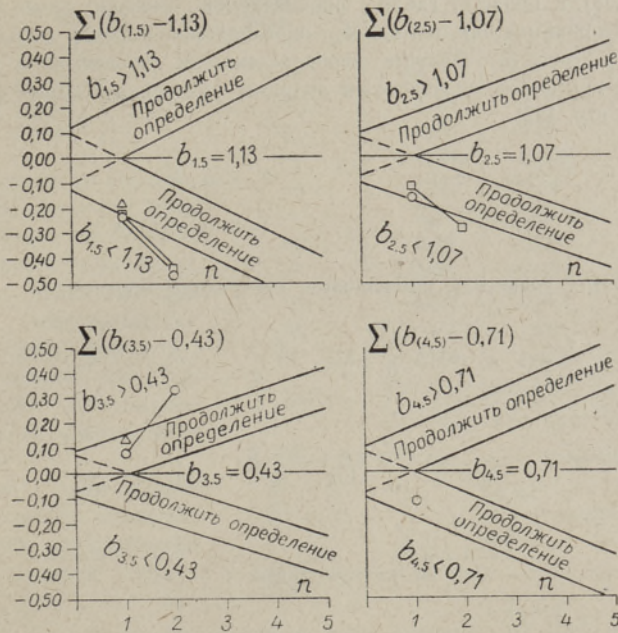 ∑(b(1.5)−1,13)
0,50
0,40
0,30
0,20
0,10
0,00
−0,10
−0,20
−0,30
−0,40
−0,50
b1.5>1,13
Продолжить
определение
b1.5=1,13
Продолжить
определение
b1.5<1,13
n
∑(b(2.5)−1,07)
b2.5>1,07
Продолжить
определение
b2.5=1,07
Продолжить
определение
b2.5<1,07
∑(b(3.5)−0,43)
0,50
0,40
0,30
0,20
0,10
0,00
−0,10
−0,20
−0,30
−0,40
−0,50
b3.5>0,43
Продолжить
определение
b3.5=0,43
Продолжить определение
b3.5<0,43
n
1 2 3 4 5
∑(b(4.5)−0,71)
b4.5>0,71
Продолжить определение
b4.5=0,71
Продолжить
определение
b4.5<0,71
n
1 2 3 4 5